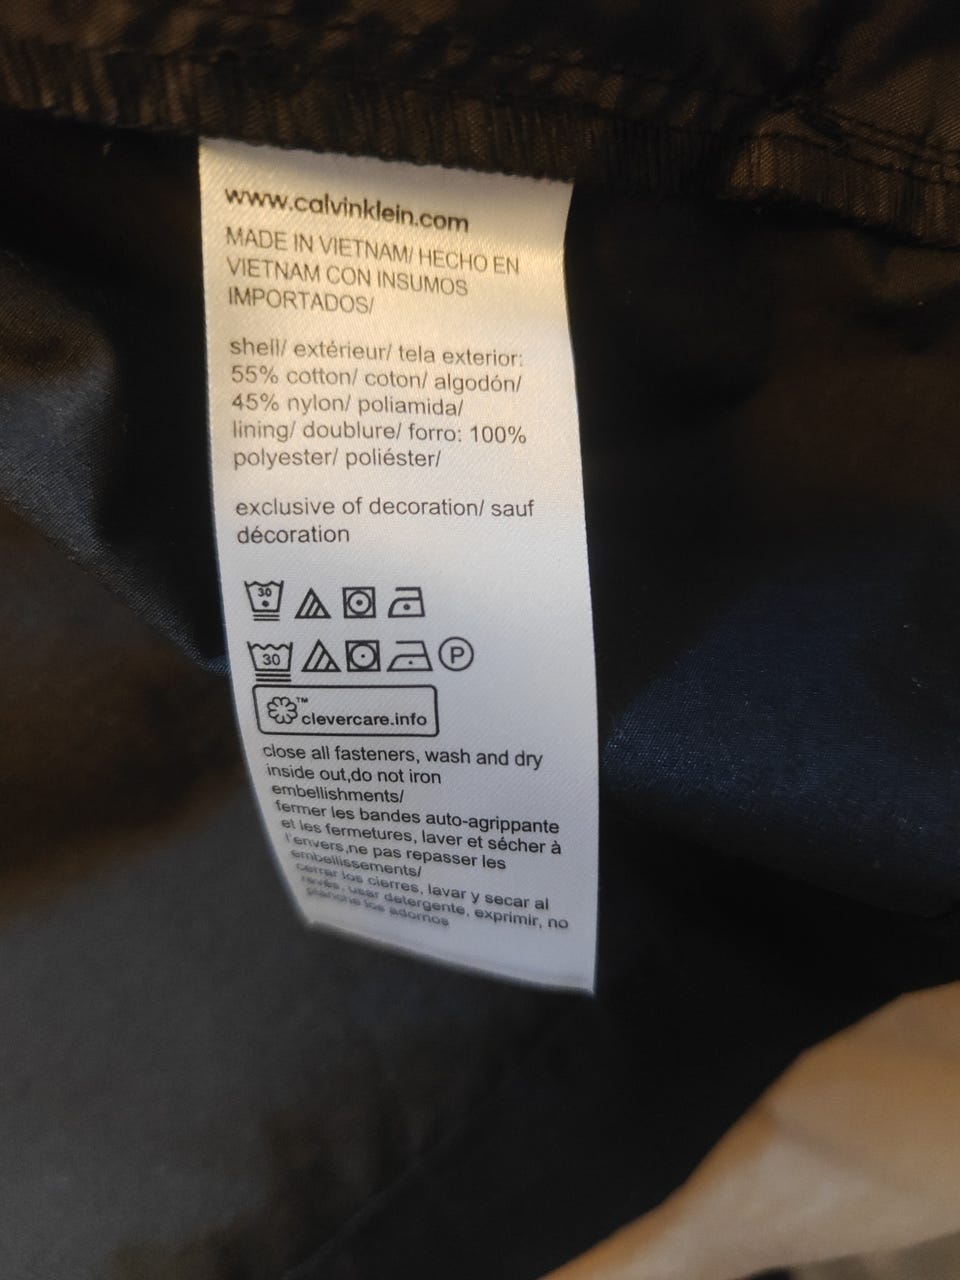 www.calvinklein.com
MADE IN VIETNAM/ HECHO EN
VIETNAM CON INSUMOS
IMPORTADOS/
shell/ extérieur/ tela exterior:
55% cotton/ coton/ algodón/
45% nylon/ poliamida/
lining/ doublure/ forro: 100%
polyester/ poliéster/
exclusive of decoration/ sauf
décoration
30
30 P
™ clevercare.info
close all fasteners, wash and dry
inside out,do not iron
embellishments/
fermer les bandes auto-agrippante
et les fermetures, laver et sécher à
l'envers,ne pas repasser les
embellissements/
cerrar los cierres, lavar y secar al
revés, usar detergente, exprimir, no
planche los adornos